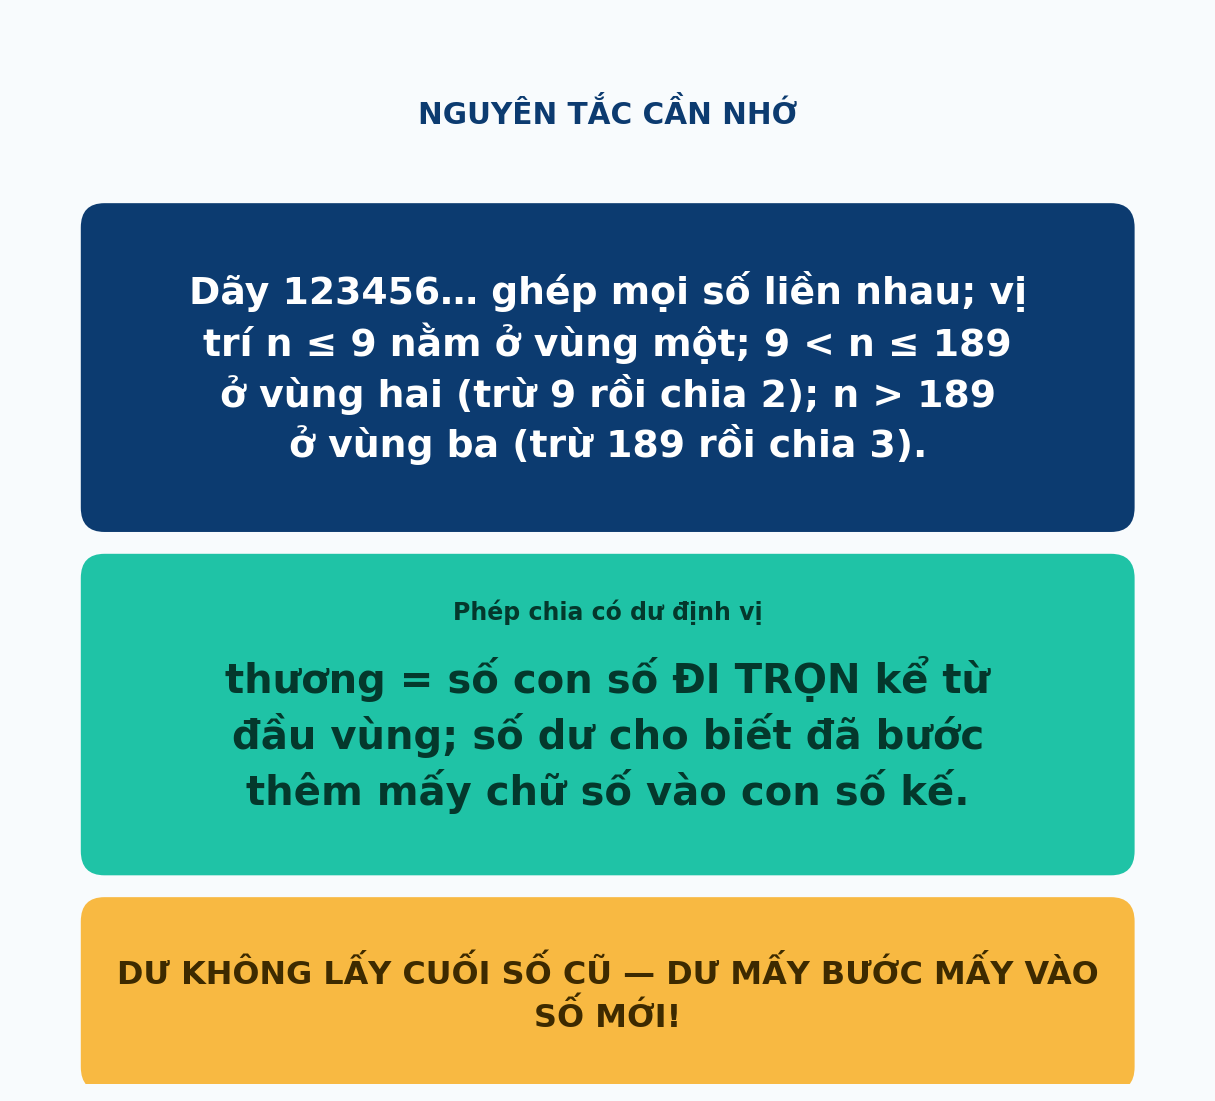 NGUYÊN TẮC CẦN NHỚ
Dãy 123456… ghép mọi số liền nhau; vị
trí n ≤ 9 nằm ở vùng một; 9 < n ≤ 189
ở vùng hai (trừ 9 rồi chia 2); n > 189
ở vùng ba (trừ 189 rồi chia 3).
Phép chia có dư định vị
thương = số con số ĐI TRỌN kể từ
đầu vùng; số dư cho biết đã bước
thêm mấy chữ số vào con số kế.
DƯ KHÔNG LẤY CUỐI SỐ CŨ — DƯ MẤY BƯỚC MẤY VÀO
SỐ MỚI!